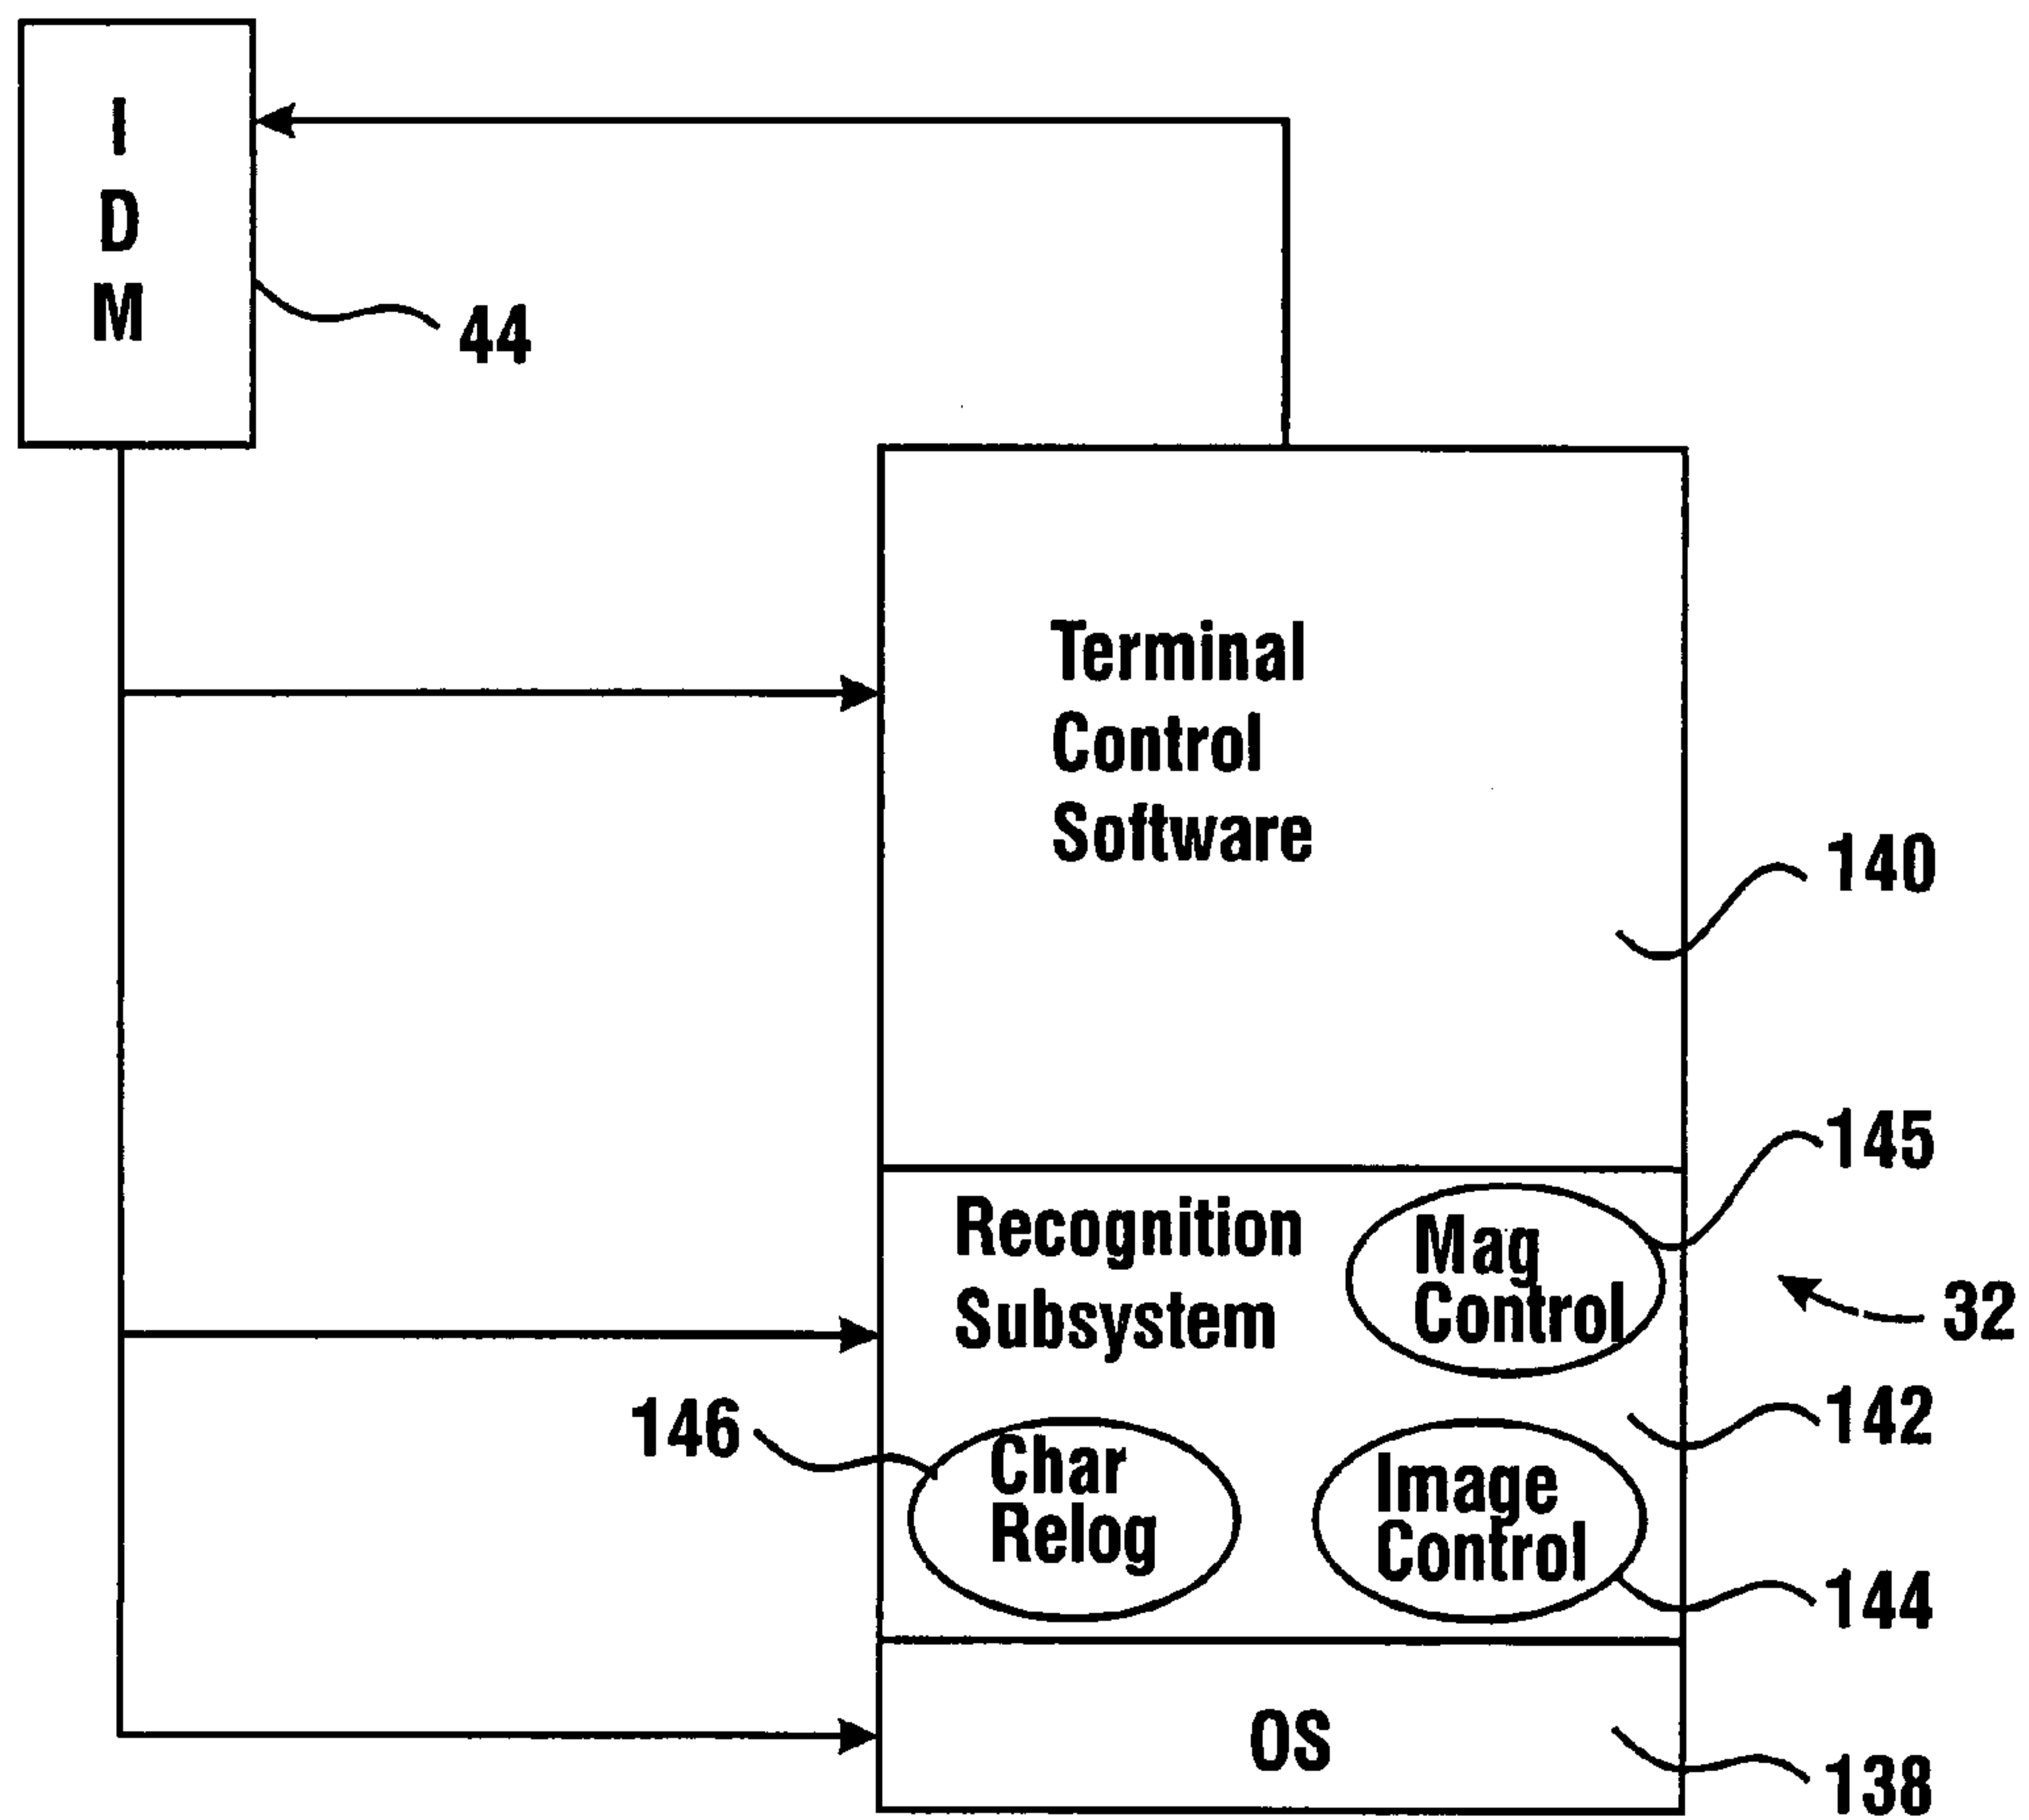 I
D
M
44
Terminal
Control
Software
140
145
Recognition
Subsystem
Mag
Control
32
142
146
Char
Relog
Image
Control
144
OS
138